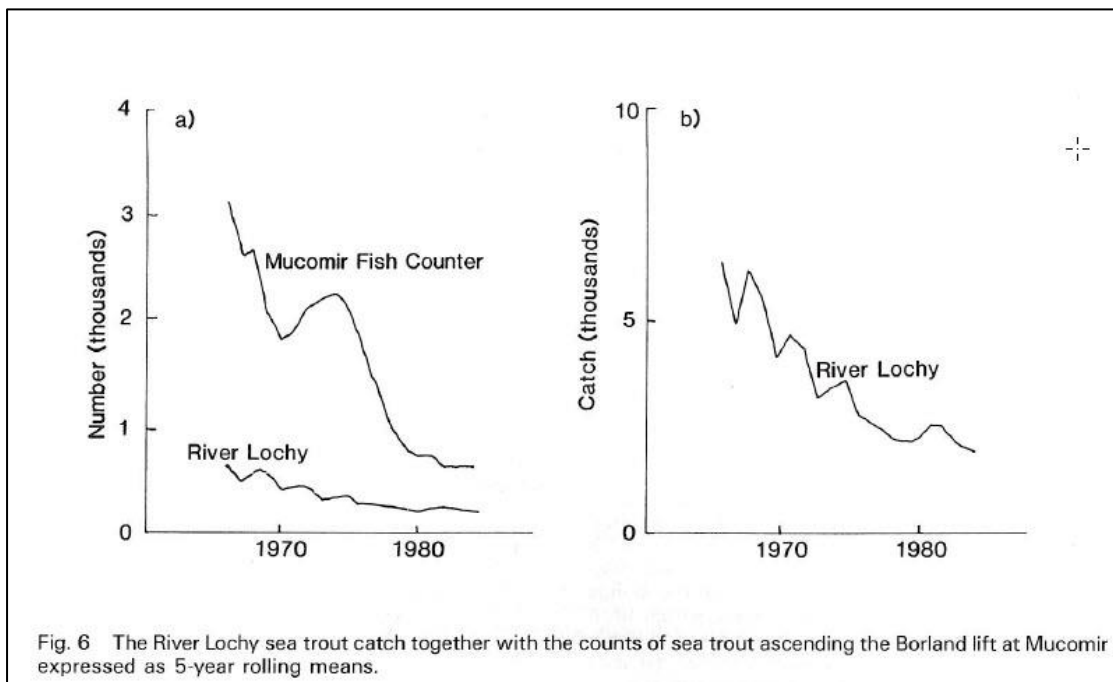 a)
4
3
2
1
0
Number (thousands)
Mucomir Fish Counter
River Lochy
1970 1980
b)
10
5
0
Catch (thousands)
River Lochy
1970 1980
Fig. 6 The River Lochy sea trout catch together with the counts of sea trout ascending the Borland lift at Mucomir
expressed as 5-year rolling means.